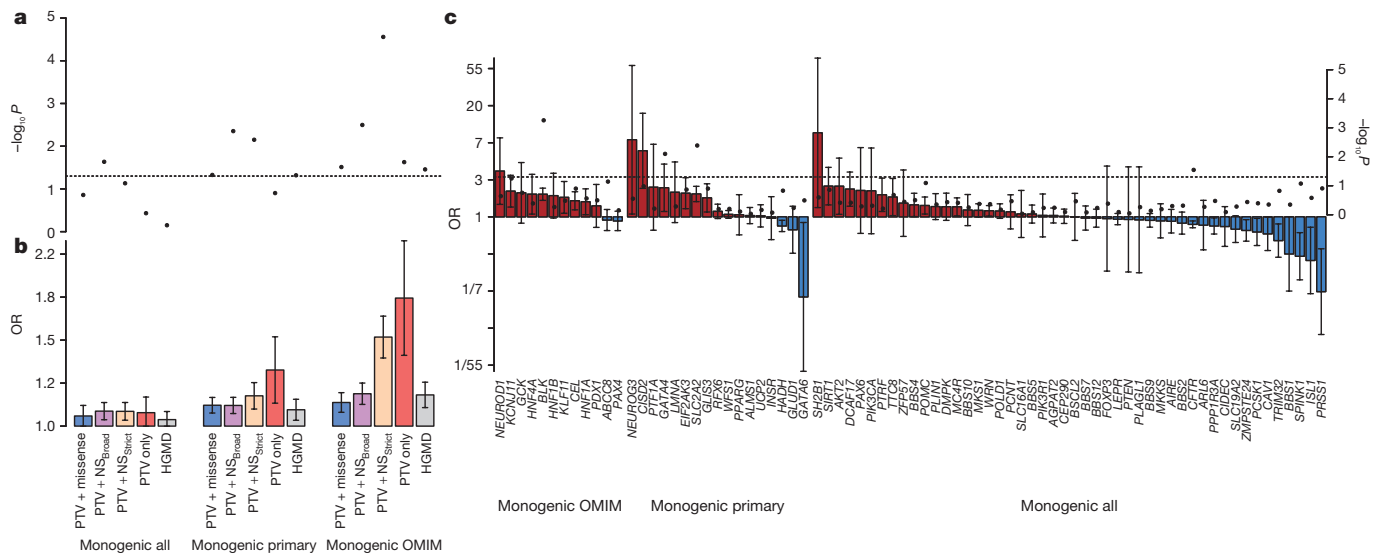 a
5
4
3
2
1
0
−log₁₀ P
b
2.2
1.8
1.5
1.2
1.0
OR
PTV + missense
PTV + NS_Broad
PTV + NS_Strict
PTV only
HGMD
PTV + missense
PTV + NS_Broad
PTV + NS_Strict
PTV only
HGMD
PTV + missense
PTV + NS_Broad
PTV + NS_Strict
PTV only
HGMD
Monogenic all
Monogenic primary
Monogenic OMIM
c
55
20
7
3
1
1/7
1/55
OR
5
4
3
2
1
0
−log₁₀ P
NEUROD1
KCNJ11
GCK
HNF4A
BLK
HNF1B
KLF11
CEL
HNF1A
PDX1
ABCC8
PAX4
NEUROG3
CISD2
PTF1A
GATA4
LMNA
EIF2AK3
SLC2A2
GLIS3
RFX6
WFS1
PPARG
ALMS1
UCP2
INSR
HADH
GLUD1
GATA6
SH2B1
SIRT1
AKT2
DCAF17
PAX6
PIK3CA
PTRF
TTC8
ZFP57
BBS4
POMC
PLIN1
DMPK
MC4R
BBS10
MKS1
WRN
POLD1
PCNT
SLC16A1
BBS5
PIK3R1
AGPAT2
CEP290
BSCL2
BBS7
BBS12
FOXP3
LEPR
PTEN
PLAGL1
BBS9
MKKS
AIRE
BBS2
CFTR
ARL6
PPP1R3A
CIDEC
SLC19A2
ZMPSTE24
PCSK1
CAV1
TRIM32
BBS1
SPINK1
ISL1
PRSS1
Monogenic OMIM
Monogenic primary
Monogenic all